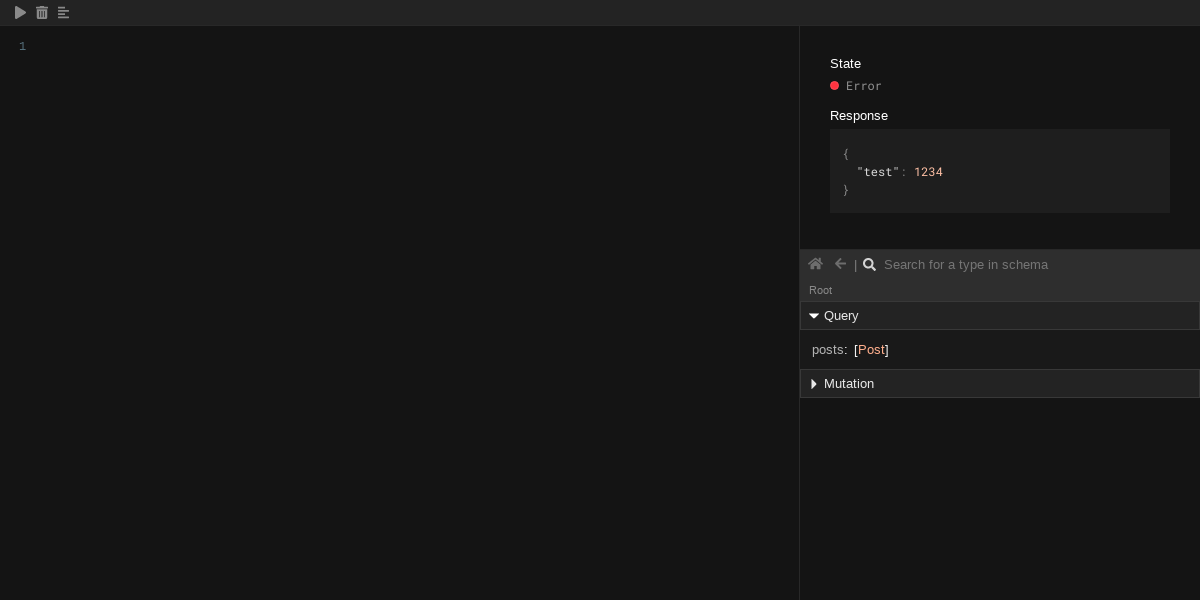 1
State
Error
Response
{
"test": 1234
}
| Search for a type in schema
Root
Query
posts: [Post]
Mutation